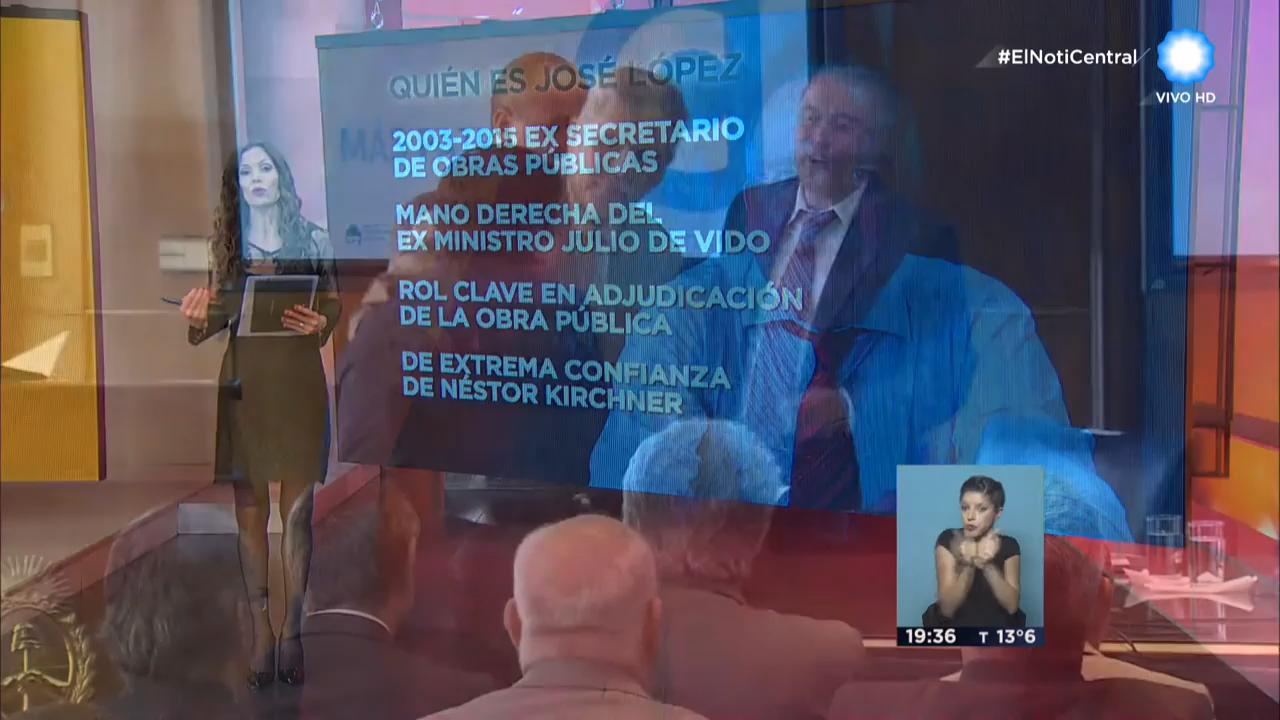 #ElNotiCentral
VIVO HD
QUIÉN ES JOSÉ LÓPEZ
2003-2015 EX SECRETARIO
DE OBRAS PÚBLICAS
MANO DERECHA DEL
EX MINISTRO JULIO DE VIDO
ROL CLAVE EN ADJUDICACIÓN
DE LA OBRA PÚBLICA
DE EXTREMA CONFIANZA
DE NÉSTOR KIRCHNER
19:36 T 13°6